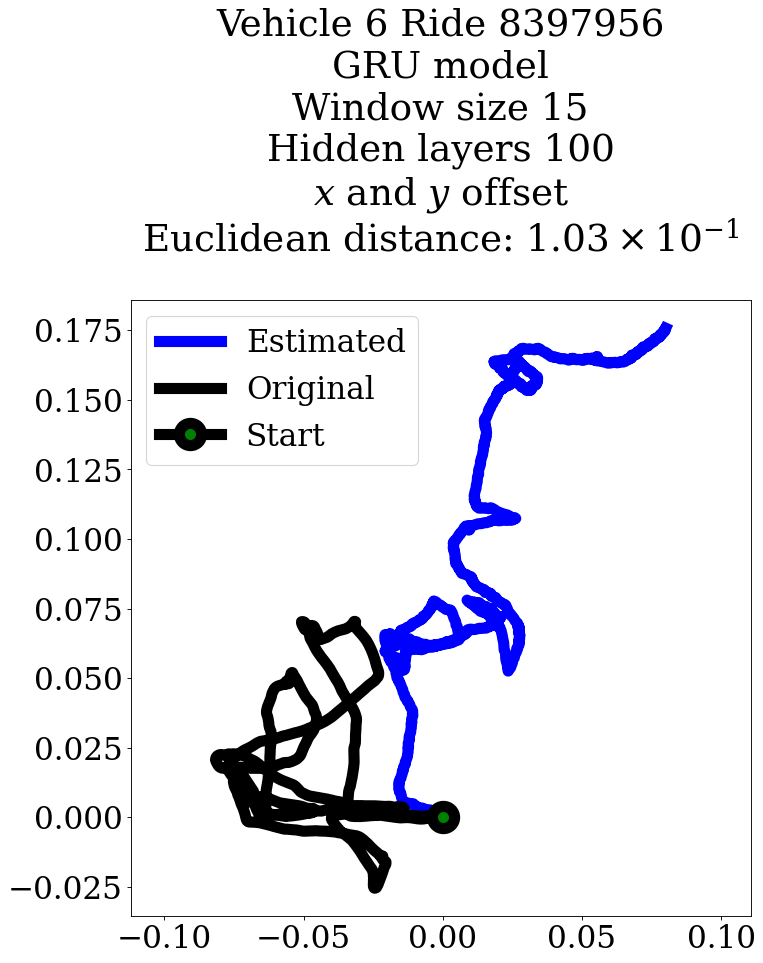 Vehicle 6 Ride 8397956
GRU model
Window size 15
Hidden layers 100
x and y offset
Euclidean distance: 1.03 × 10⁻¹
Estimated
Original
Start
0.175
0.150
0.125
0.100
0.075
0.050
0.025
0.000
−0.025
−0.10 −0.05 0.00 0.05 0.10